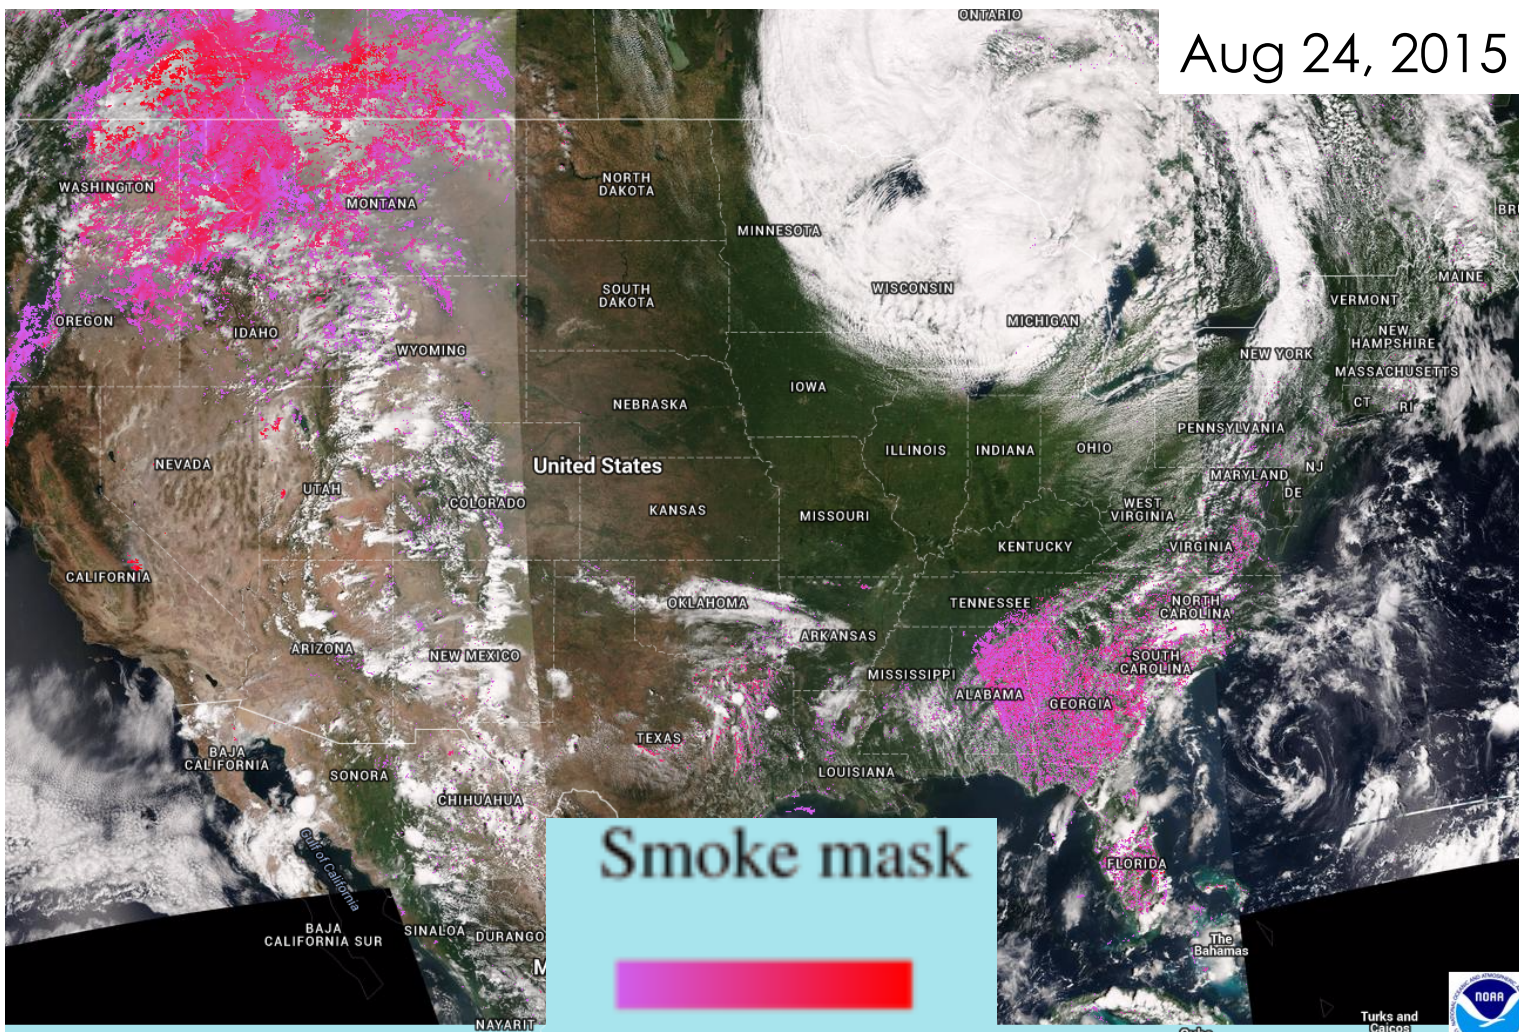 ONTARIO
Aug 24, 2015
WASHINGTON
MONTANA
NORTH
DAKOTA
MINNESOTA
BRU
MAINE
SOUTH
DAKOTA
WISCONSIN
MICHIGAN
VERMONT
OREGON
IDAHO
WYOMING
NEW
HAMPSHIRE
NEW YORK
MASSACHUSETTS
IOWA
NEBRASKA
CT
RI
PENNSYLVANIA
NEVADA
United States
ILLINOIS
INDIANA
OHIO
MARYLAND
NJ
DE
UTAH
COLORADO
KANSAS
MISSOURI
WEST
VIRGINIA
KENTUCKY
VIRGINIA
CALIFORNIA
OKLAHOMA
TENNESSEE
NORTH
CAROLINA
ARIZONA
NEW MEXICO
ARKANSAS
MISSISSIPPI
SOUTH
CAROLINA
ALABAMA
GEORGIA
TEXAS
BAJA
CALIFORNIA
SONORA
LOUISIANA
CHIHUAHUA
Gulf of California
Smoke mask
FLORIDA
BAJA
CALIFORNIA SUR
SINALOA
DURANGO
The
Bahamas
M
NOAA
NAYARIT
Turks and
Caicos